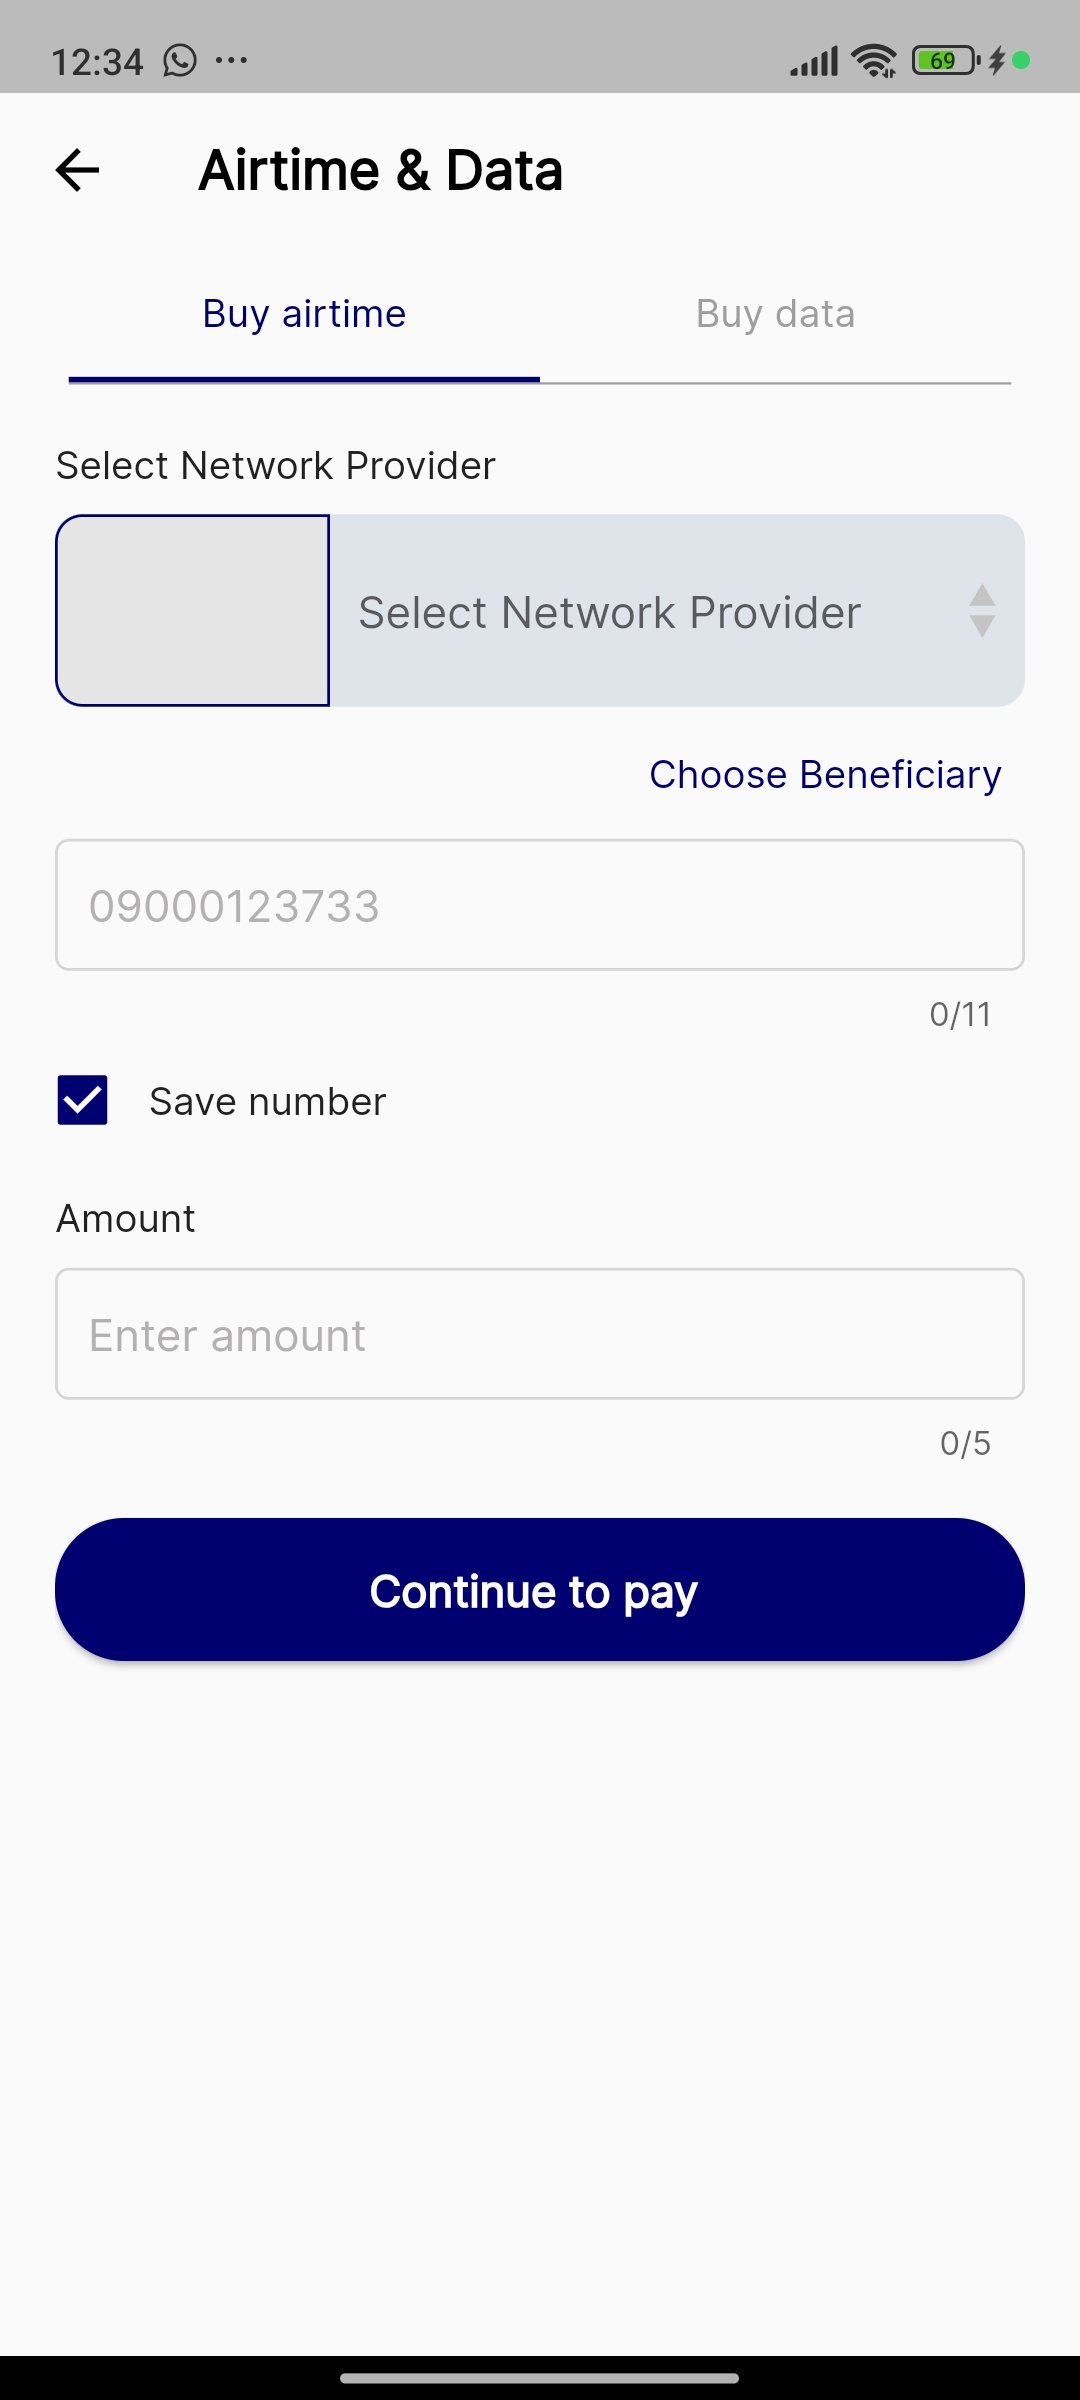 12:34 69
Airtime & Data
Buy airtime Buy data
Select Network Provider
Select Network Provider
Choose Beneficiary
09000123733
0/11
Save number
Amount
Enter amount
0/5
Continue to pay